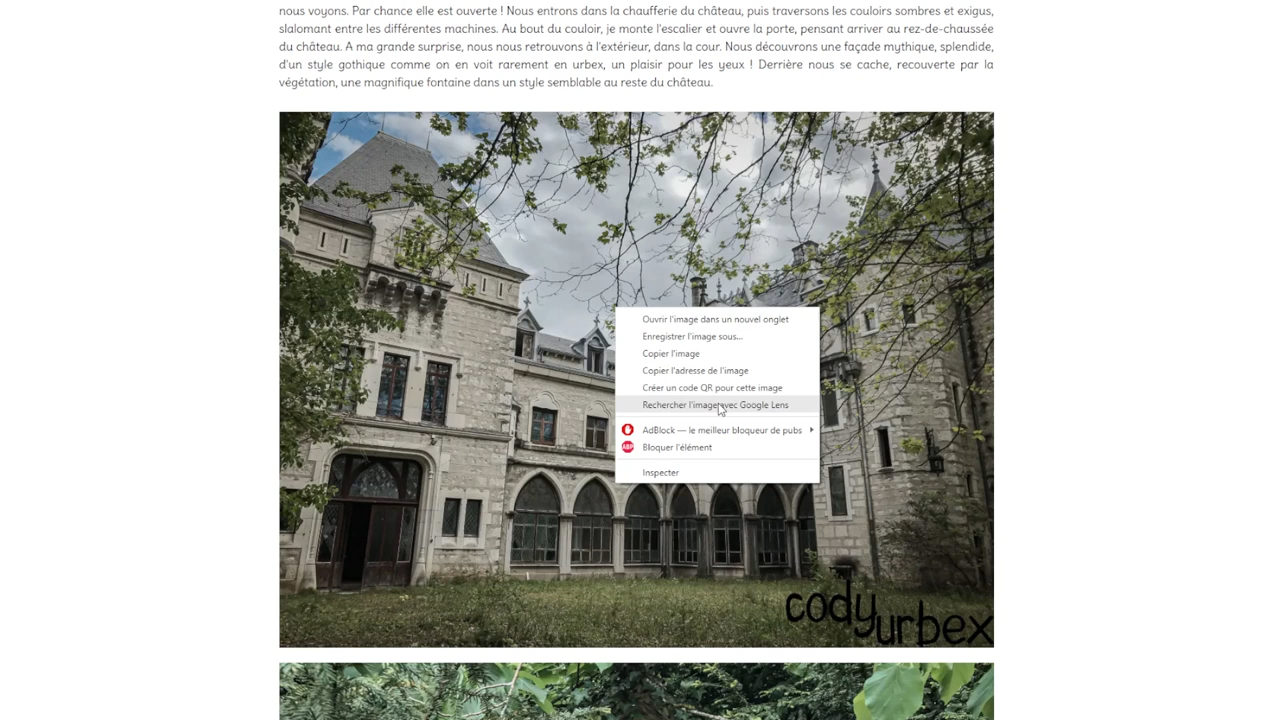 nous voyons. Par chance elle est ouverte ! Nous entrons dans la chaufferie du château, puis traversons les couloirs sombres et exigus,
slalomant entre les différentes machines. Au bout du couloir, je monte l'escalier et ouvre la porte, pensant arriver au rez-de-chaussée
du château. A ma grande surprise, nous nous retrouvons à l'extérieur, dans la cour. Nous découvrons une façade mythique, splendide,
d'un style gothique comme on en voit rarement en urbex, un plaisir pour les yeux ! Derrière nous se cache, recouverte par la
végétation, une magnifique fontaine dans un style semblable au reste du château.
Ouvrir l'image dans un nouvel onglet
Enregistrer l'image sous...
Copier l'image
Copier l'adresse de l'image
Créer un code QR pour cette image
Rechercher l'image avec Google Lens
AdBlock — le meilleur bloqueur de pubs
ABP Bloquer l'élément
Inspecter
cody
urbex